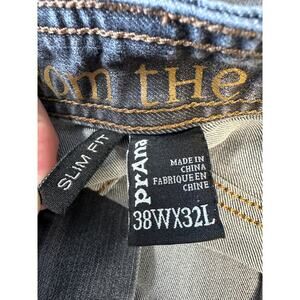 om tHe
SLIM FIT
prAna
MADE IN
CHINA
FABRIQUE EN
CHINE
38WX32L